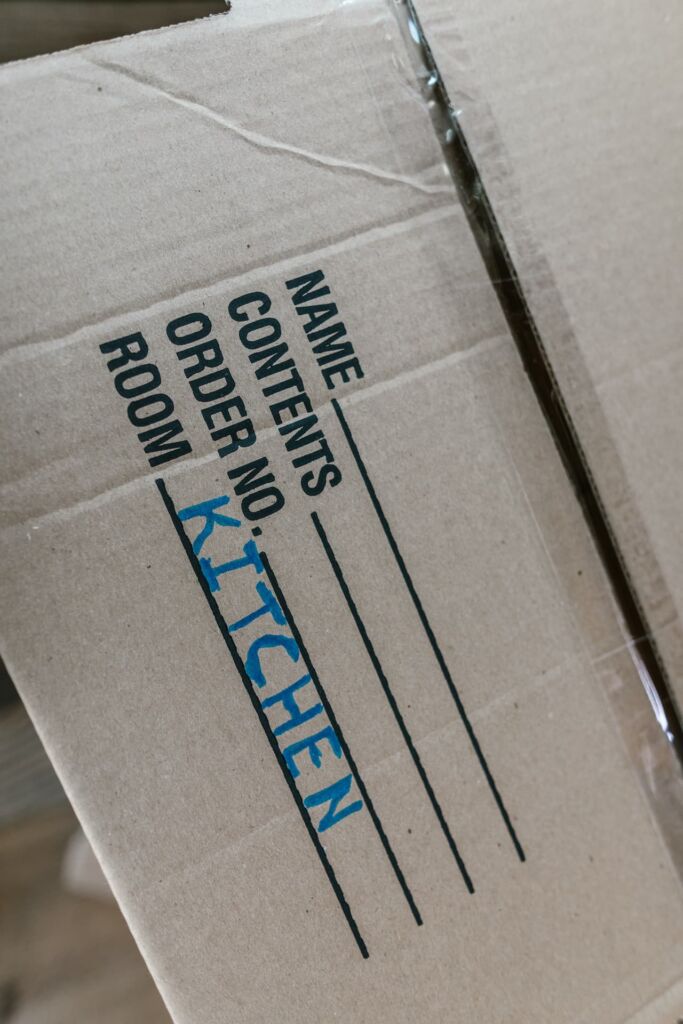 NAME
CONTENTS
ORDER NO.
ROOM KITCHEN